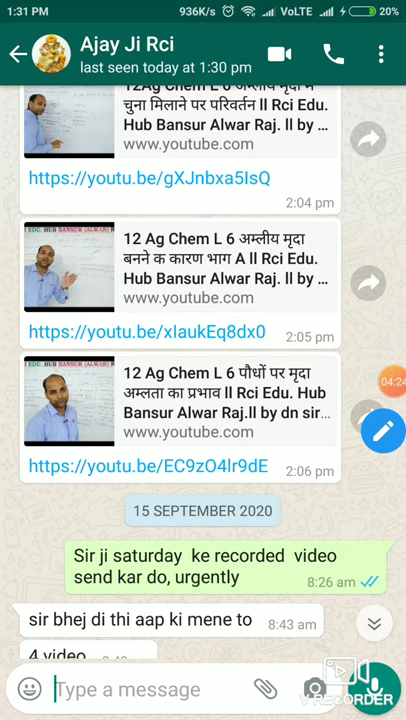 1:31 PM 936K/s VoLTE 20%
Ajay Ji Rci
last seen today at 1:30 pm
12Ag Chem L 6 अम्लीय मृदा में
चुना मिलाने पर परिवर्तन ll Rci Edu.
Hub Bansur Alwar Raj. ll by ...
www.youtube.com
https://youtu.be/gXJnbxa5IsQ
2:04 pm
EDU. HUB BANSUR (ALWAR)
12 Ag Chem L 6 अम्लीय मृदा
बनने क कारण भाग A ll Rci Edu.
Hub Bansur Alwar Raj. ll by ...
www.youtube.com
https://youtu.be/xIaukEq8dx0
2:05 pm
EDU. HUB BANSUR (ALWAR)
12 Ag Chem L 6 पौधों पर मृदा
अम्लता का प्रभाव ll Rci Edu. Hub
Bansur Alwar Raj.ll by dn sir...
www.youtube.com
https://youtu.be/EC9zO4lr9dE
2:06 pm
04:24
15 SEPTEMBER 2020
Sir ji saturday ke recorded video
send kar do, urgently
8:26 am
sir bhej di thi aap ki mene to
8:43 am
4 video
Type a message
V RECORDER